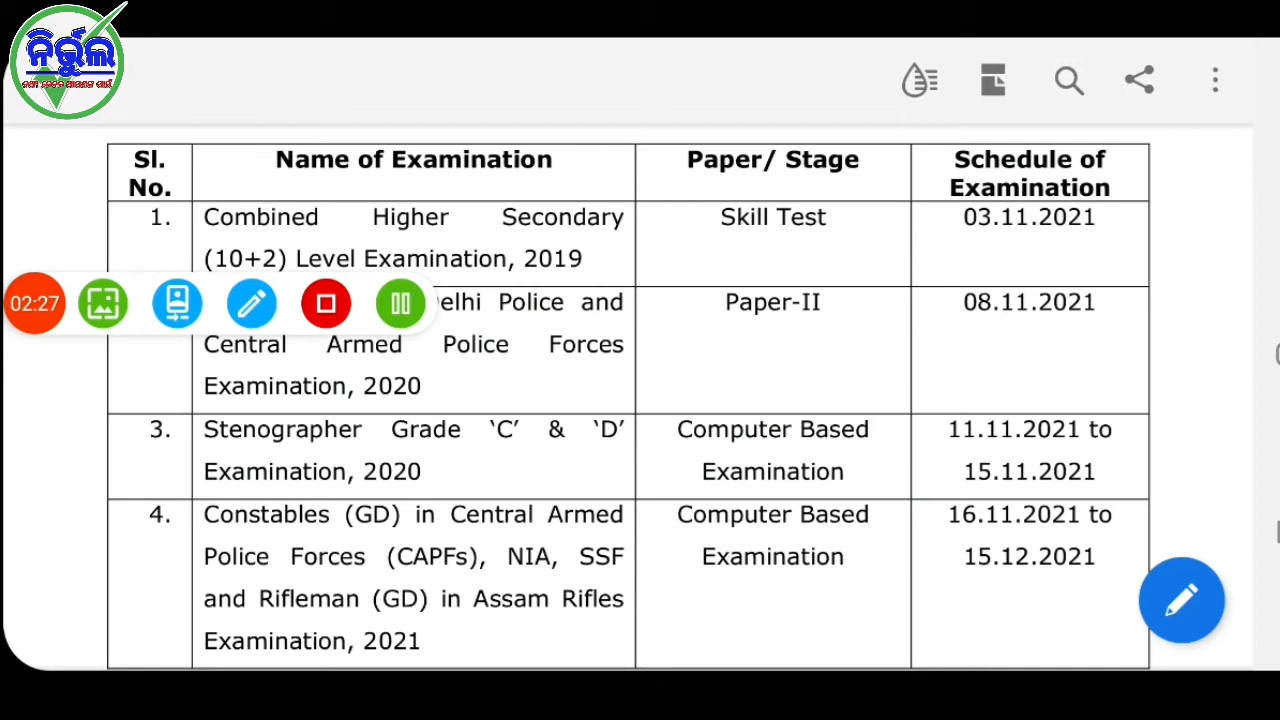 ନିର୍ଭୁଲ
Sl. No. Name of Examination Paper/ Stage Schedule of Examination
1. Combined Higher Secondary Skill Test 03.11.2021
(10+2) Level Examination, 2019
02:27
elhi Police and Paper-II 08.11.2021
Central Armed Police Forces
Examination, 2020
3. Stenographer Grade ‘C’ & ‘D’ Computer Based 11.11.2021 to
Examination, 2020 Examination 15.11.2021
4. Constables (GD) in Central Armed Computer Based 16.11.2021 to
Police Forces (CAPFs), NIA, SSF Examination 15.12.2021
and Rifleman (GD) in Assam Rifles
Examination, 2021